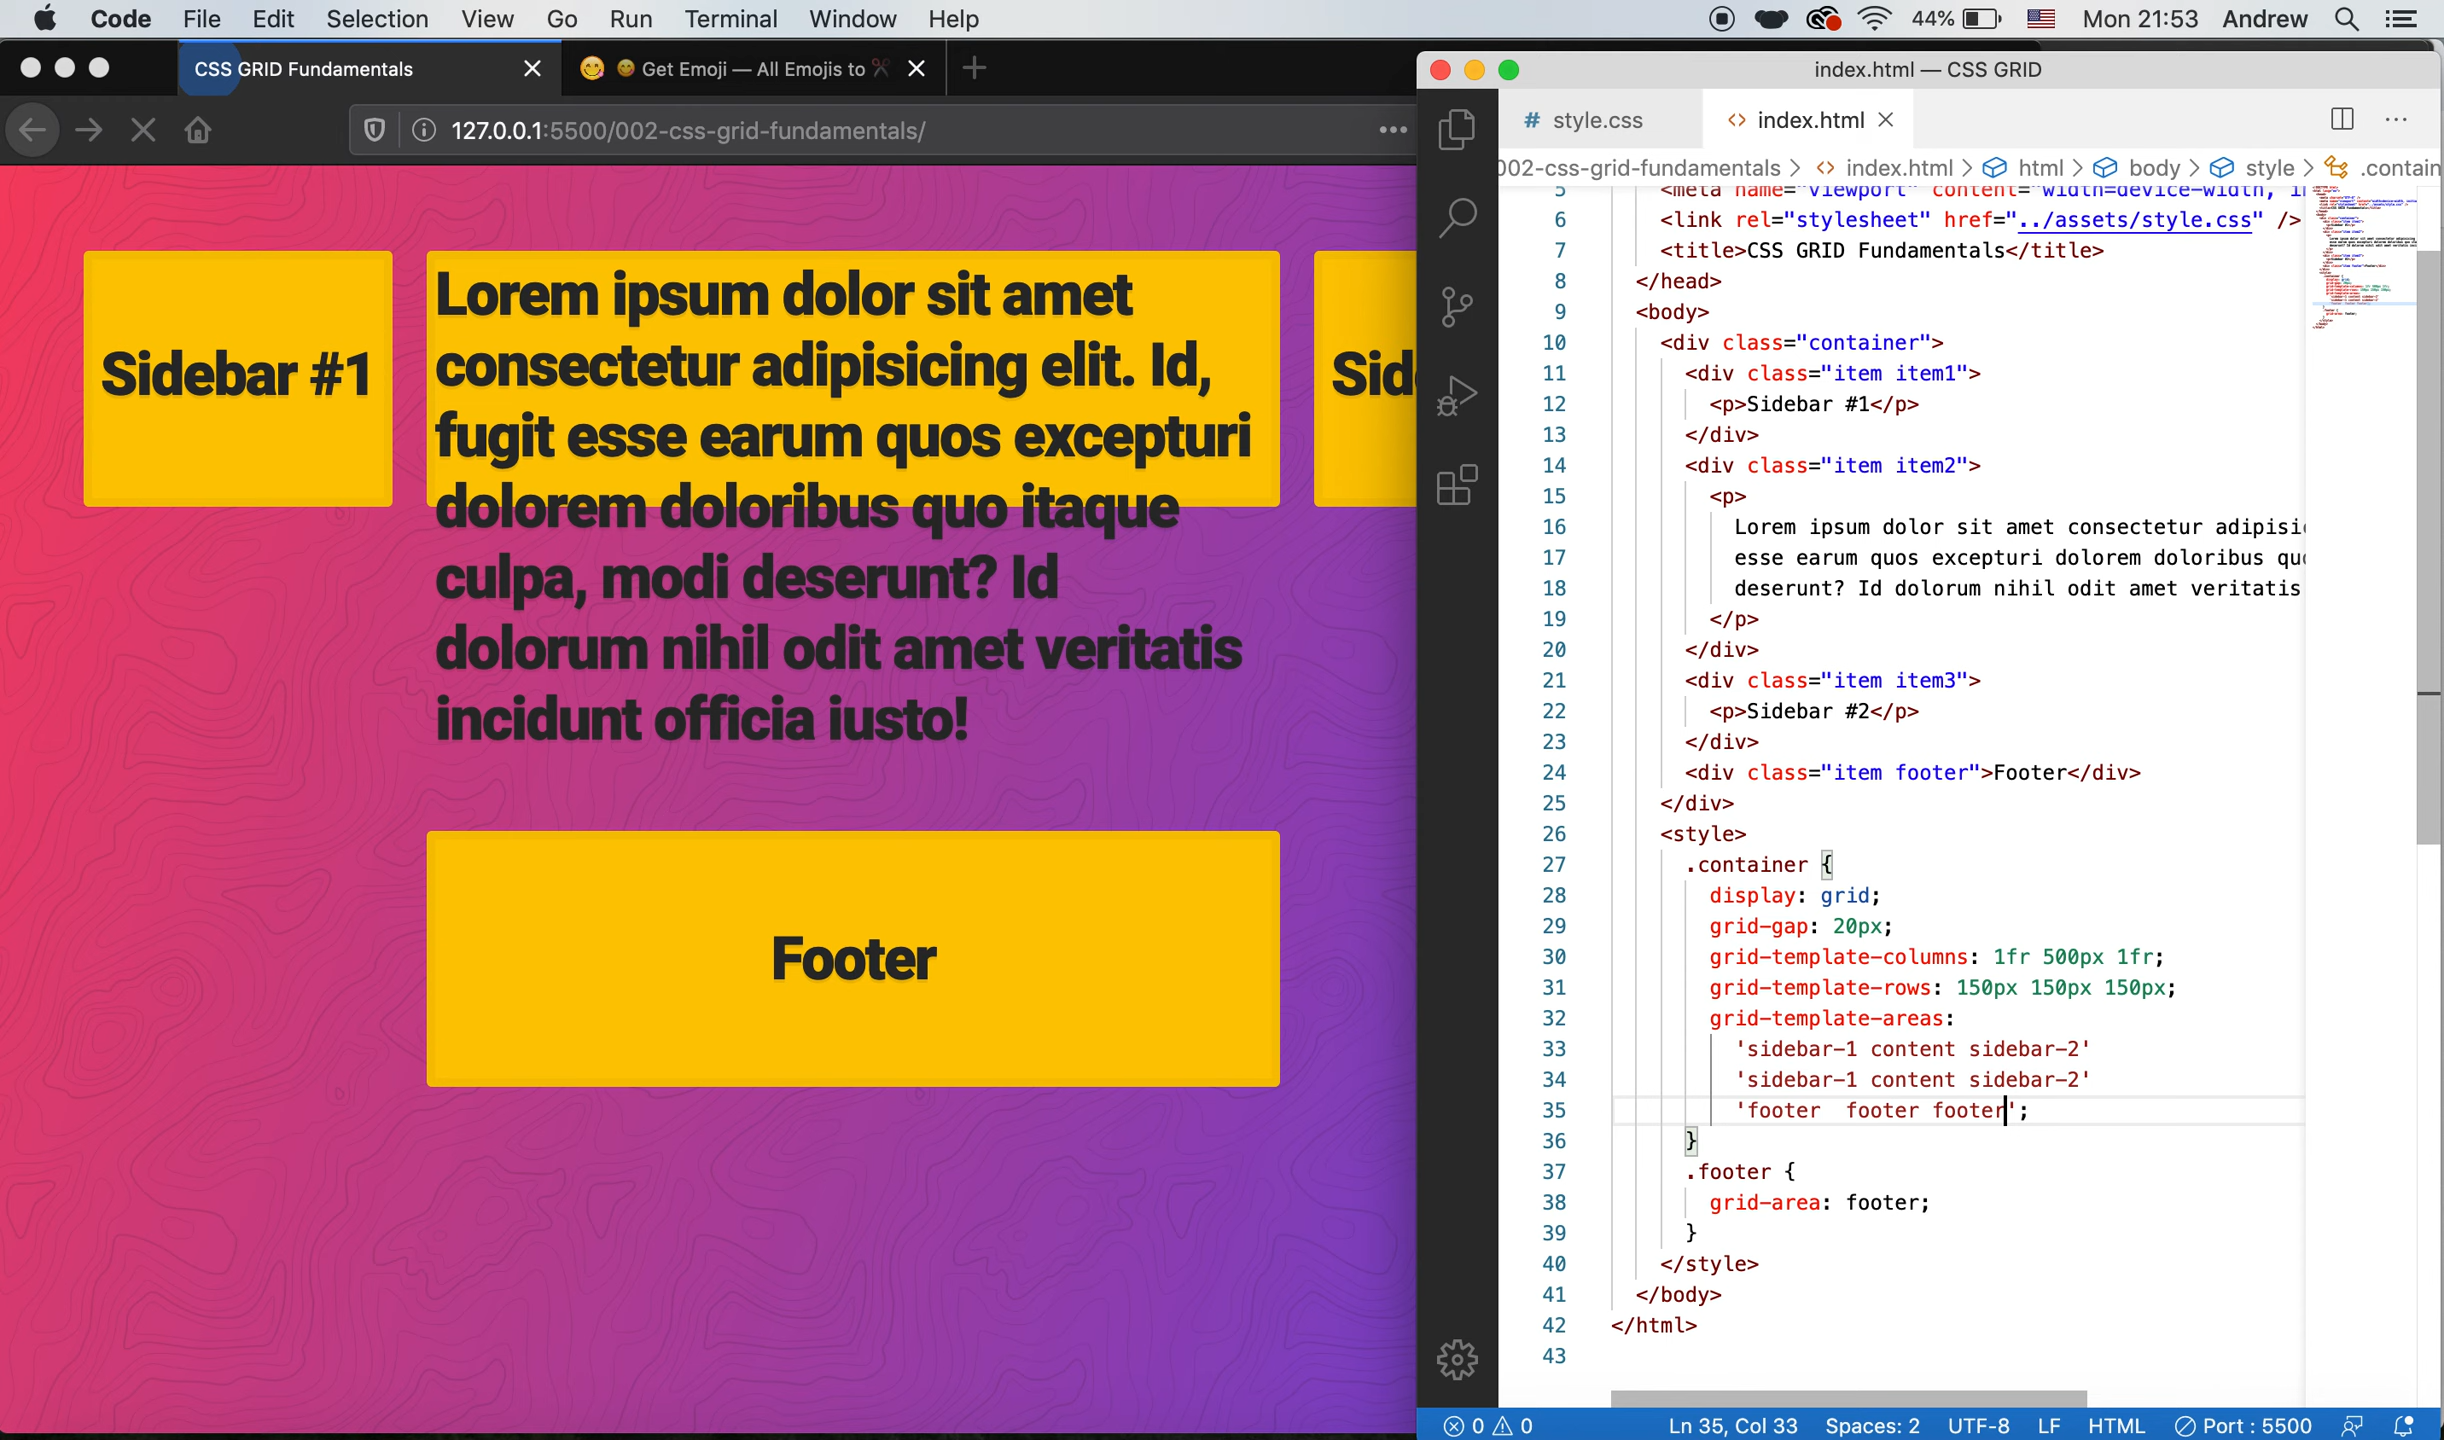 Code File Edit Selection View Go Run Terminal Window Help 44% Mon 21:53 Andrew
CSS GRID Fundamentals
Get Emoji — All Emojis to
127.0.0.1:5500/002-css-grid-fundamentals/
Sidebar #1
Lorem ipsum dolor sit amet
consectetur adipisicing elit. Id,
fugit esse earum quos excepturi
dolorem doloribus quo itaque
culpa, modi deserunt? Id
dolorum nihil odit amet veritatis
incidunt officia iusto!
Sid
Footer
index.html — CSS GRID
# style.css
<> index.html
002-css-grid-fundamentals > <> index.html > html > body > style > .contain
5 <meta name="viewport" content="width=device-width, i
6 <link rel="stylesheet" href="../assets/style.css" />
7 <title>CSS GRID Fundamentals</title>
8 </head>
9 <body>
10 <div class="container">
11 <div class="item item1">
12 <p>Sidebar #1</p>
13 </div>
14 <div class="item item2">
15 <p>
16 Lorem ipsum dolor sit amet consectetur adipisi
17 esse earum quos excepturi dolorem doloribus qu
18 deserunt? Id dolorum nihil odit amet veritatis
19 </p>
20 </div>
21 <div class="item item3">
22 <p>Sidebar #2</p>
23 </div>
24 <div class="item footer">Footer</div>
25 </div>
26 <style>
27 .container {
28 display: grid;
29 grid-gap: 20px;
30 grid-template-columns: 1fr 500px 1fr;
31 grid-template-rows: 150px 150px 150px;
32 grid-template-areas:
33 'sidebar-1 content sidebar-2'
34 'sidebar-1 content sidebar-2'
35 'footer  footer footer';
36 }
37 .footer {
38 grid-area: footer;
39 }
40 </style>
41 </body>
42 </html>
43
0 0 Ln 35, Col 33 Spaces: 2 UTF-8 LF HTML Port : 5500